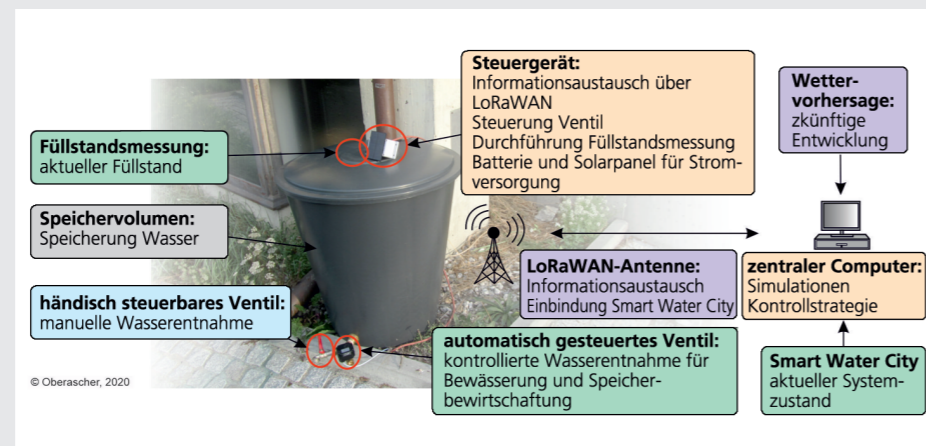 Steuergerät:
Informationsaustausch über
LoRaWAN
Steuerung Ventil
Durchführung Füllstandsmessung
Batterie und Solarpanel für Strom-
versorgung
Wetter-
vorhersage:
zkünftige
Entwicklung
Füllstandsmessung:
aktueller Füllstand
Speichervolumen:
Speicherung Wasser
LoRaWAN-Antenne:
Informationsaustausch
Einbindung Smart Water City
zentraler Computer:
Simulationen
Kontrollstrategie
händisch steuerbares Ventil:
manuelle Wasserentnahme
automatisch gesteuertes Ventil:
kontrollierte Wasserentnahme für
Bewässerung und Speicher-
bewirtschaftung
Smart Water City
aktueller System-
zustand
© Oberascher, 2020